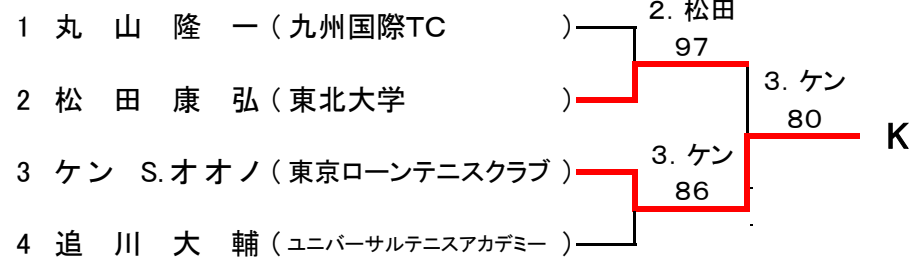 1 丸 山 隆 一 ( 九州国際TC )
2. 松田
97
2 松 田 康 弘 ( 東北大学 )
3. ケン
80
K
3 ケン S.オオノ ( 東京ローンテニスクラブ )
3. ケン
86
4 追 川 大 輔 ( ユニバーサルテニスアカデミー )